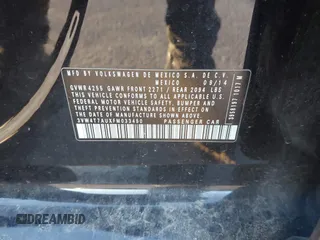 MFD BY VOLKSWAGEN DE MEXICO S.A. DE C.V.
MEXICO 08/14
GVWR 4255 GAWR FRONT 2271 / REAR 2094 LBS
THIS VEHICLE CONFORMS TO ALL APPLICABLE U.S.
FEDERAL MOTOR VEHICLE SAFETY, BUMPER AND
THEFT PREVENTION STANDARDS IN EFFECT ON THE
DATE OF MANUFACTURE SHOWN ABOVE.
PASSENGER CAR
DREAMBID